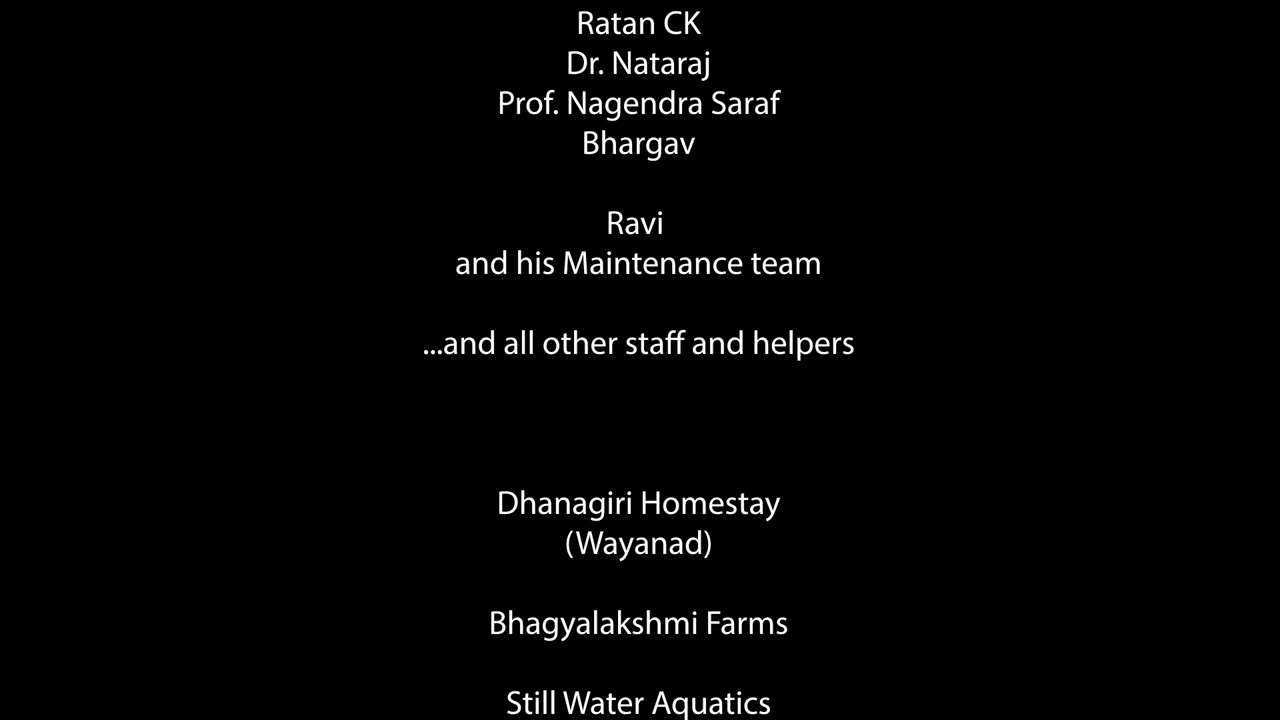 Ratan CK
Dr. Nataraj
Prof. Nagendra Saraf
Bhargav
Ravi
and his Maintenance team
...and all other staff and helpers
Dhanagiri Homestay
(Wayanad)
Bhagyalakshmi Farms
Still Water Aquatics